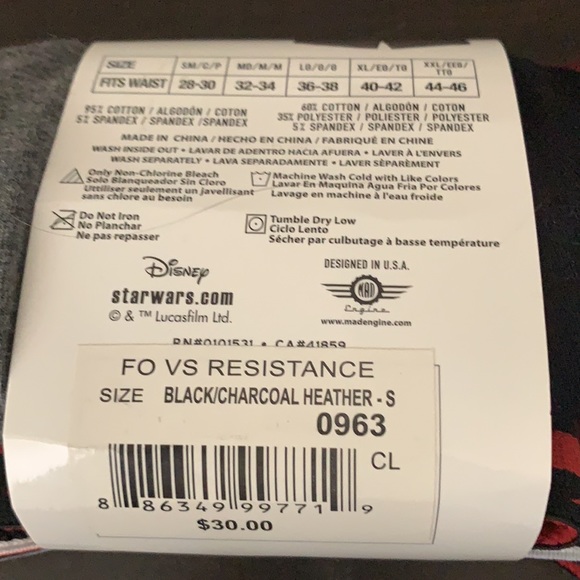 SIZE SM/C/P MD/M/M LG/G/G XL/EG/TG XXL/EEG/TTG
FITS WAIST 28-30 32-34 36-38 40-42 44-46
95% COTTON / ALGODÓN / COTON
5% SPANDEX / SPANDEX /SPANDEX
60% COTTON / ALGODÓN / COTON
35% POLYESTER / POLIESTER / POLYESTER
5% SPANDEX / SPANDEX / SPANDEX
MADE IN CHINA / HECHO EN CHINA / FABRIQUÉ EN CHINE
WASH INSIDE OUT • LAVAR DE ADENTRO HACIA AFUERA • LAVER À L'ENVERS
WASH SEPARATELY • LAVA SEPARADAMENTE • LAVER SÈPARÈMENT
Only Non-Chlorine Bleach
Solo Blanqueador Sin Cloro
Uttiliser seulement un javellisant
sans chlore au besoin
Machine Wash Cold with Like Colors
Lavar En Maquina Agua Fria Por Colores
Lavage en machine à l'eau froide
Do Not Iron
No Planchar
Ne pas repasser
Tumble Dry Low
Ciclo Lento
Sécher par culbutage à basse température
Disney
starwars.com
© & ™ Lucasfilm Ltd.
DESIGNED IN U.S.A.
MAD
Engine
www.madengine.com
RN#0101531 • CA#41859
FO VS RESISTANCE
SIZE BLACK/CHARCOAL HEATHER - S
0963
CL
8 86349 99771 9
$30.00